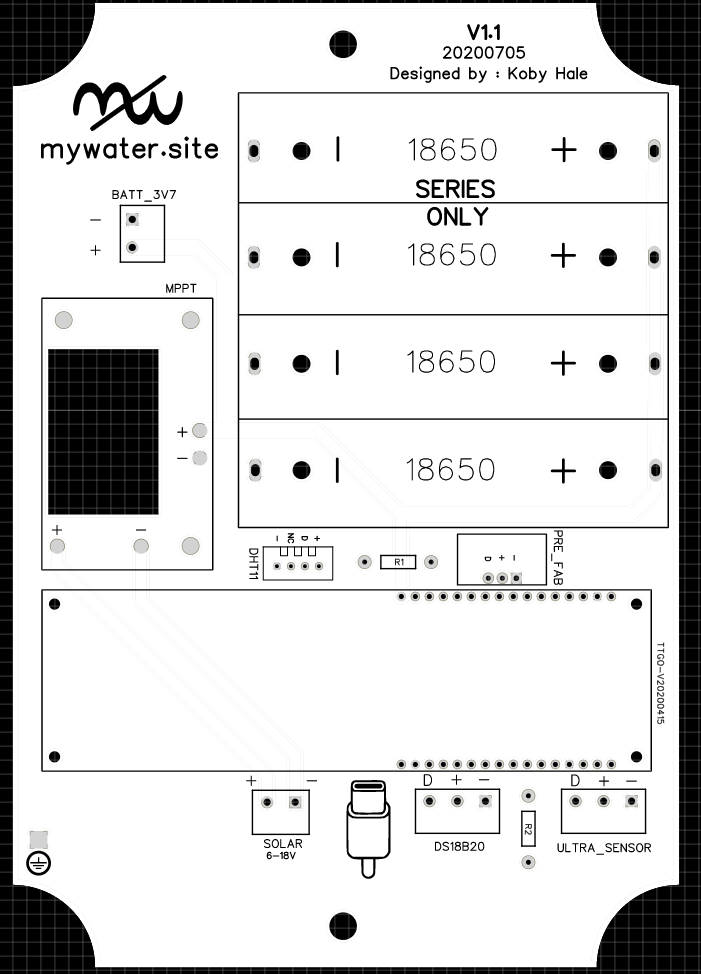 V1.1
20200705
Designed by : Koby Hale
mywater.site
18650
SERIES
ONLY
18650
18650
18650
BATT_3V7
−
+
MPPT
+
−
+ −
− NC D +
DHT11
R1
D + −
PRE_FAB
TTGO-V20200415
+ −
SOLAR
6-18V
D + −
DS18B20
R2
D + −
ULTRA_SENSOR